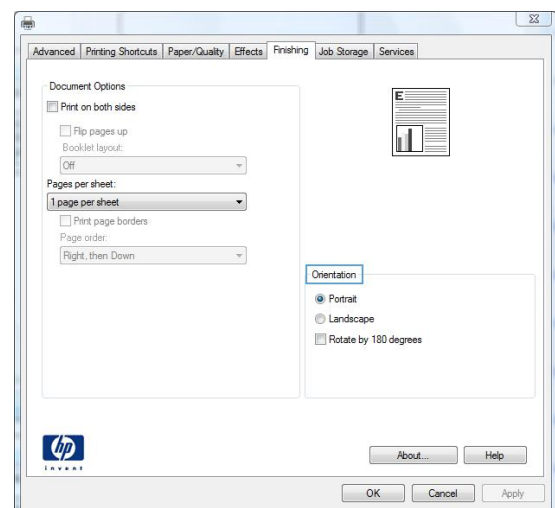 Advanced Printing Shortcuts Paper/Quality Effects Finishing Job Storage Services
Document Options
Print on both sides
Flip pages up
Booklet layout:
Off
Pages per sheet:
1 page per sheet
Print page borders
Page order:
Right, then Down
E
Orientation
Portrait
Landscape
Rotate by 180 degrees
hp
invent
About... Help
OK Cancel Apply